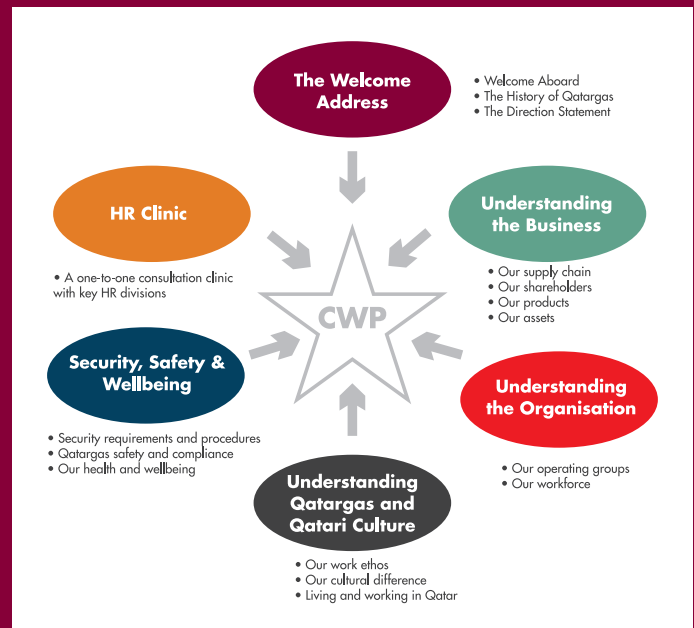 The Welcome
Address
• Welcome Aboard
• The History of Qatargas
• The Direction Statement
Understanding
the Business
• Our supply chain
• Our shareholders
• Our products
• Our assets
Understanding
the Organisation
• Our operating groups
• Our workforce
Understanding
Qatargas and
Qatari Culture
• Our work ethos
• Our cultural difference
• Living and working in Qatar
Security, Safety &
Wellbeing
• Security requirements and procedures
• Qatargas safety and compliance
• Our health and wellbeing
HR Clinic
• A one-to-one consultation clinic
with key HR divisions
CWP